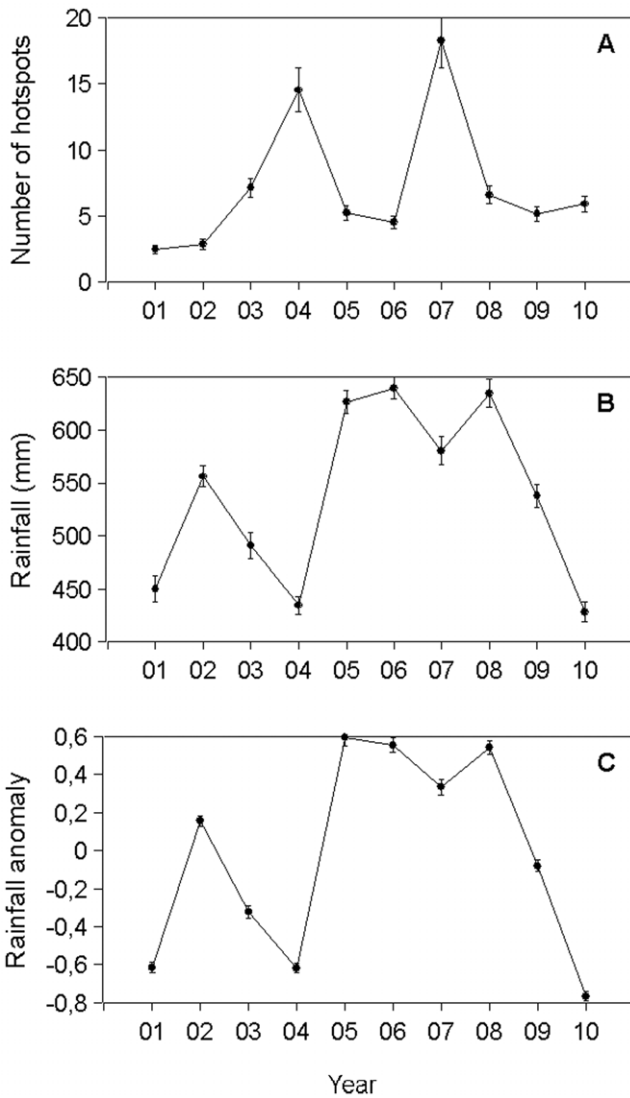 A
Number of hotspots
20
15
10
5
0
01 02 03 04 05 06 07 08 09 10
B
Rainfall (mm)
650
600
550
500
450
400
01 02 03 04 05 06 07 08 09 10
C
Rainfall anomaly
0,6
0,4
0,2
0
-0,2
-0,4
-0,6
-0,8
01 02 03 04 05 06 07 08 09 10
Year